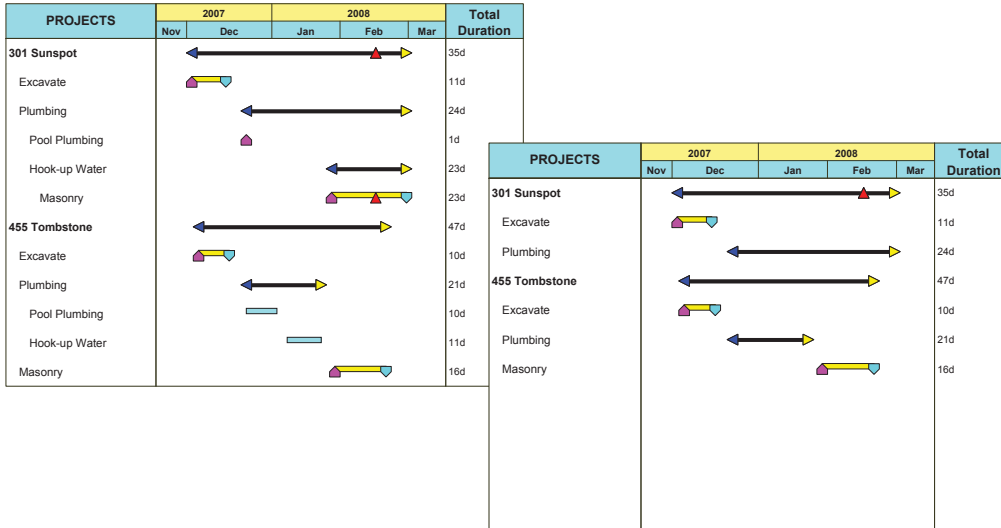 PROJECTS 2007 2008 Total Duration
Nov Dec Jan Feb Mar
301 Sunspot 35d
Excavate 11d
Plumbing 24d
Pool Plumbing 1d
Hook-up Water 23d
Masonry 23d
455 Tombstone 47d
Excavate 10d
Plumbing 21d
Pool Plumbing 10d
Hook-up Water 11d
Masonry 16d
PROJECTS 2007 2008 Total Duration
Nov Dec Jan Feb Mar
301 Sunspot 35d
Excavate 11d
Plumbing 24d
455 Tombstone 47d
Excavate 10d
Plumbing 21d
Masonry 16d